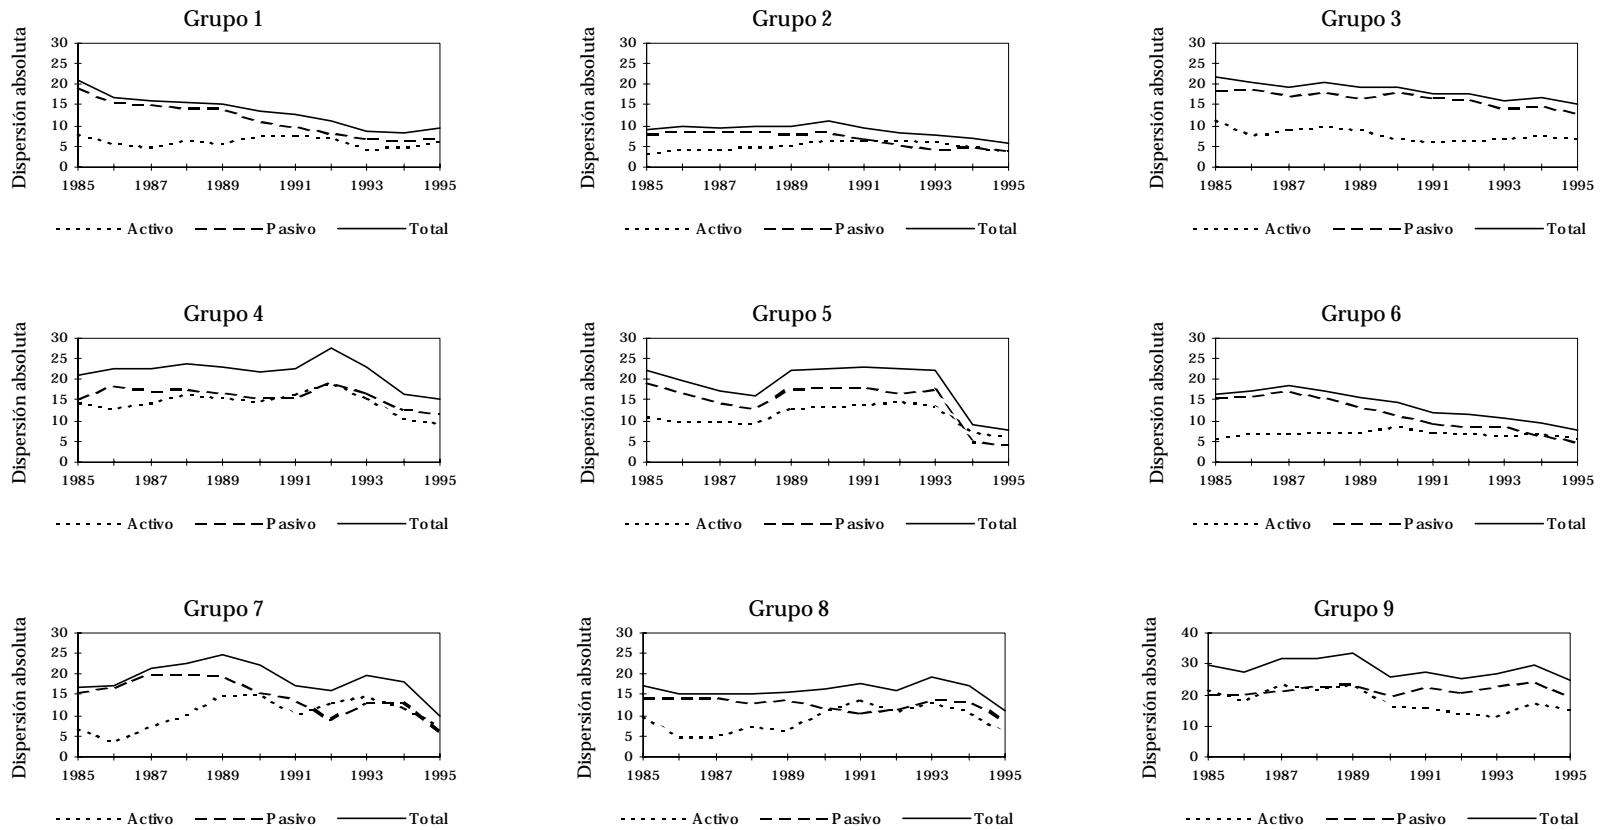 Grupo 1
Dispersión absoluta
30
25
20
15
10
5
0
1985 1987 1989 1991 1993 1995
Activo Pasivo Total
Grupo 2
Dispersión absoluta
30
25
20
15
10
5
0
1985 1987 1989 1991 1993 1995
Activo Pasivo Total
Grupo 3
Dispersión absoluta
30
25
20
15
10
5
0
1985 1987 1989 1991 1993 1995
Activo Pasivo Total
Grupo 4
Dispersión absoluta
30
25
20
15
10
5
0
1985 1987 1989 1991 1993 1995
Activo Pasivo Total
Grupo 5
Dispersión absoluta
30
25
20
15
10
5
0
1985 1987 1989 1991 1993 1995
Activo Pasivo Total
Grupo 6
Dispersión absoluta
30
25
20
15
10
5
0
1985 1987 1989 1991 1993 1995
Activo Pasivo Total
Grupo 7
Dispersión absoluta
30
25
20
15
10
5
0
1985 1987 1989 1991 1993 1995
Activo Pasivo Total
Grupo 8
Dispersión absoluta
30
25
20
15
10
5
0
1985 1987 1989 1991 1993 1995
Activo Pasivo Total
Grupo 9
Dispersión absoluta
40
30
20
10
0
1985 1987 1989 1991 1993 1995
Activo Pasivo Total